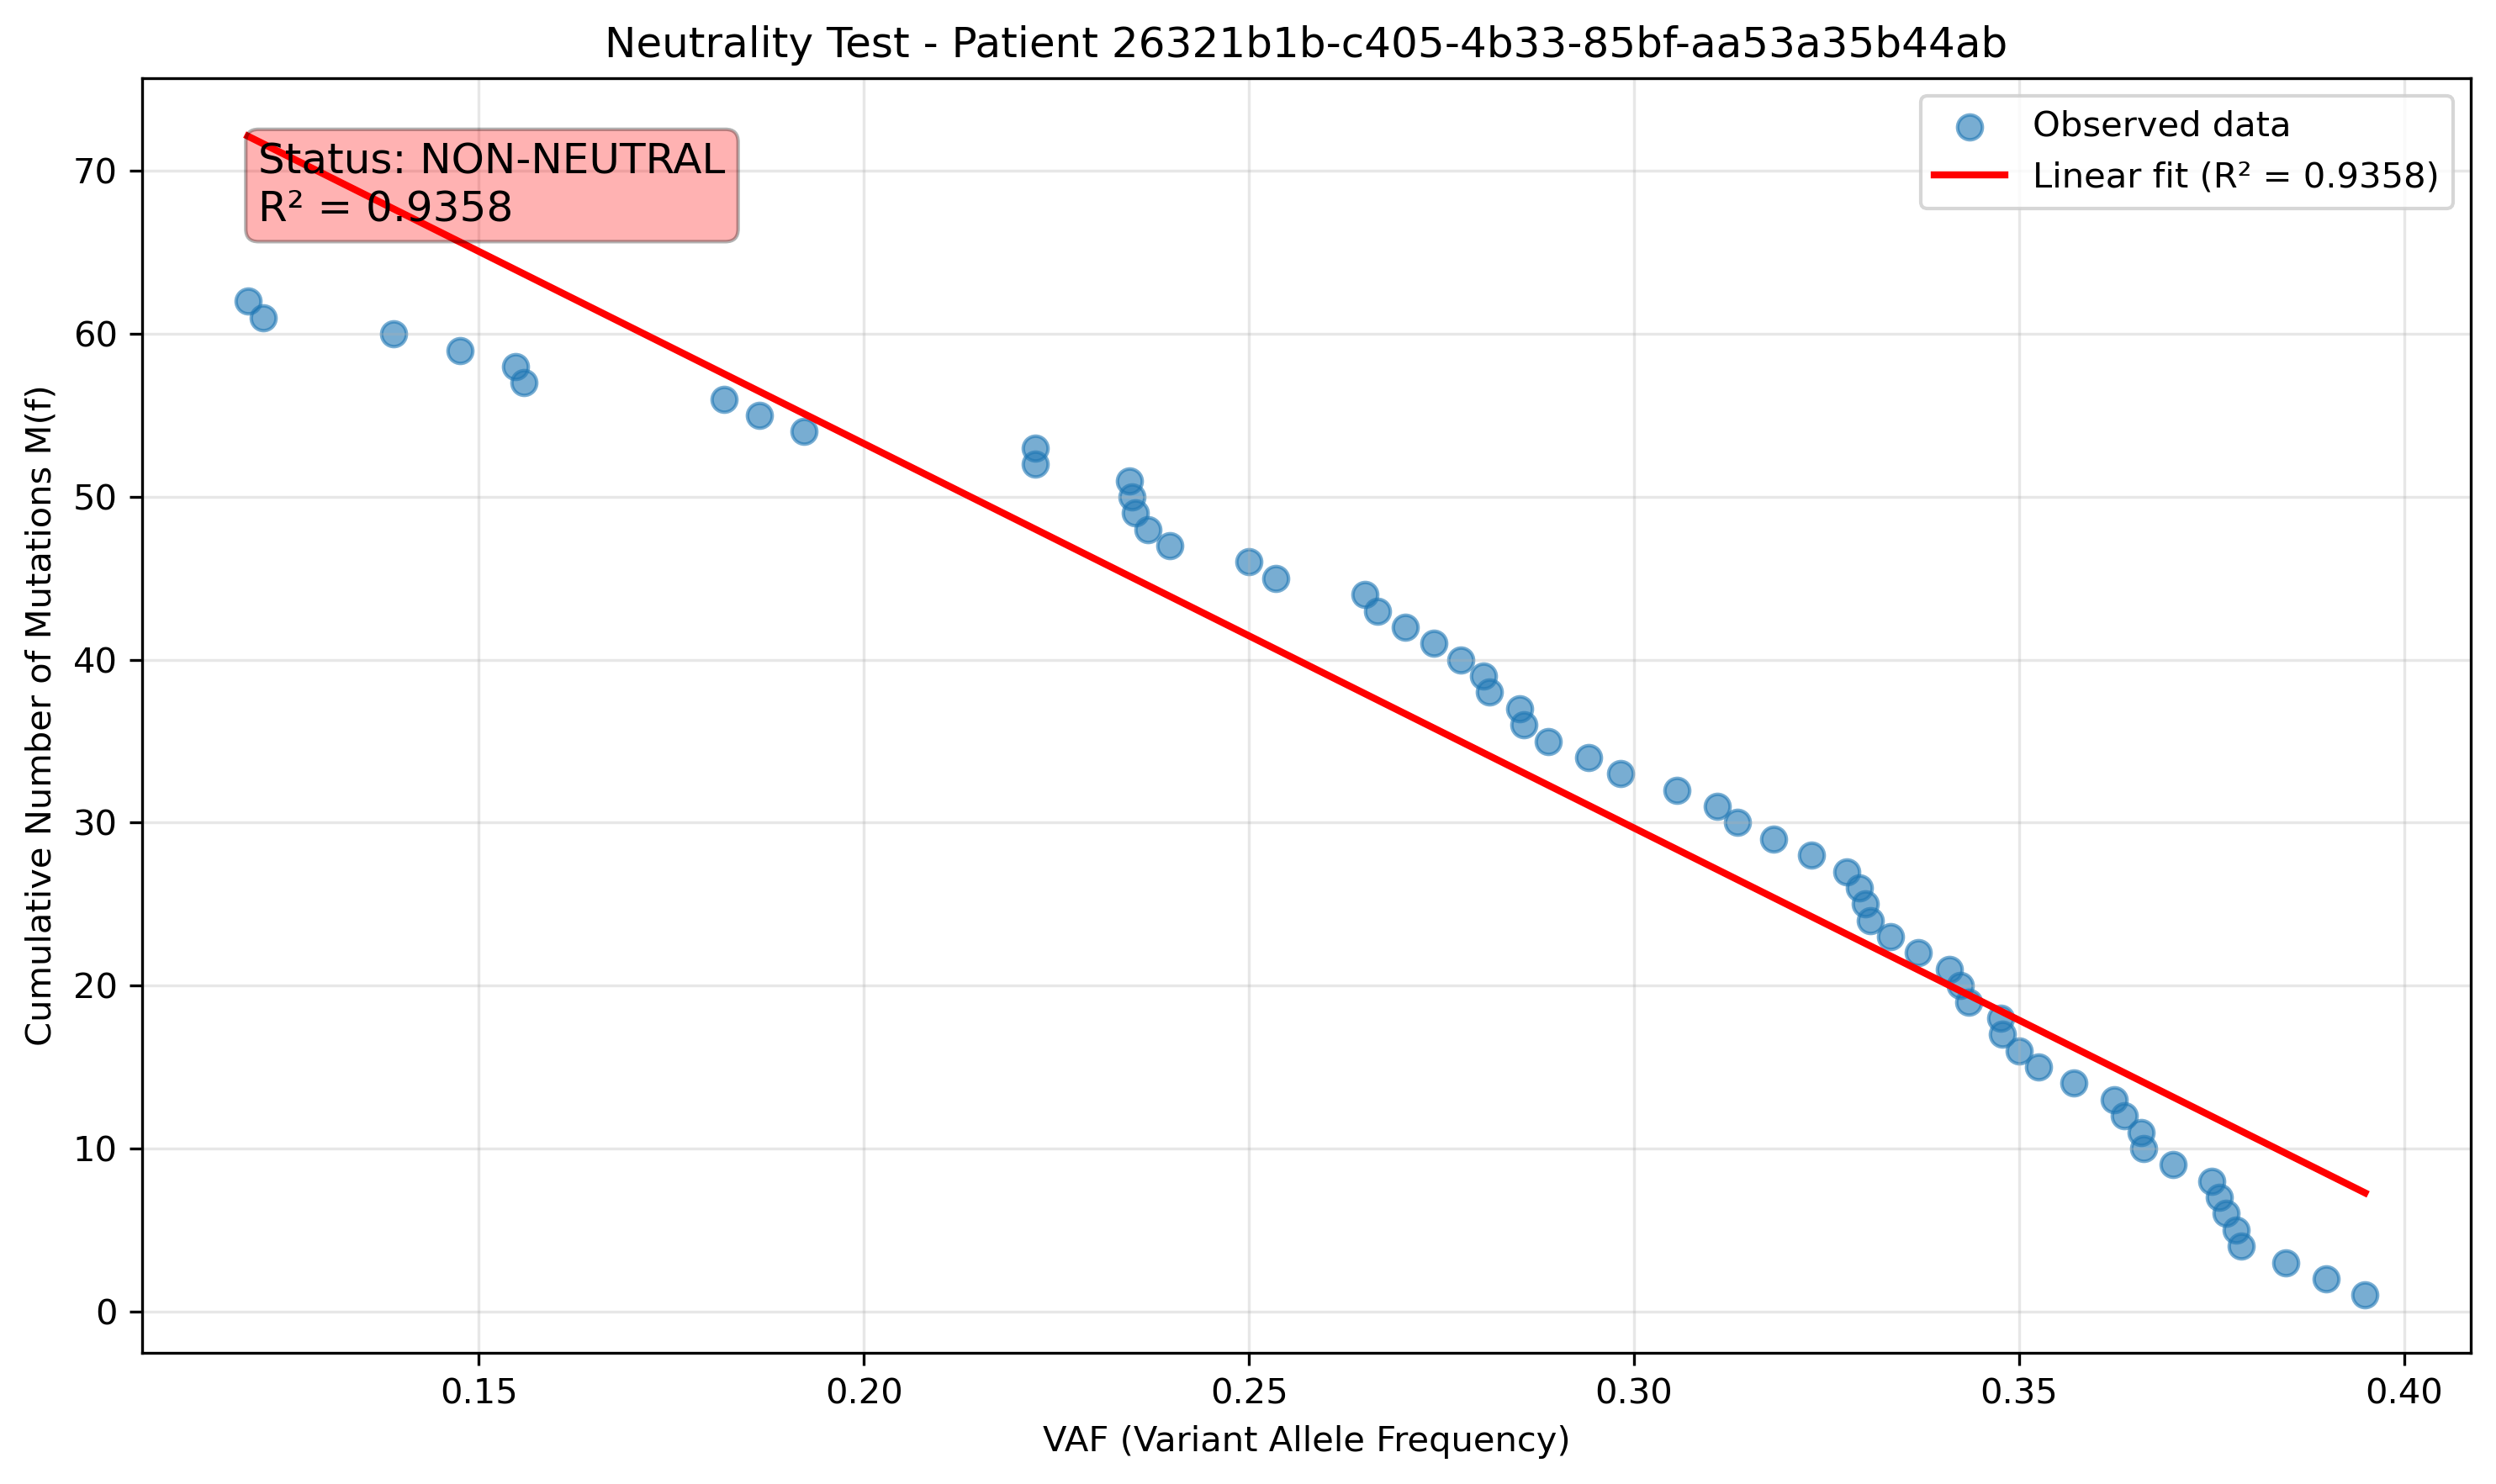 Neutrality Test - Patient 26321b1b-c405-4b33-85bf-aa53a35b44ab
Status: NON-NEUTRAL
R² = 0.9358
Observed data
Linear fit (R² = 0.9358)
Cumulative Number of Mutations M(f)
70
60
50
40
30
20
10
0
0.15 0.20 0.25 0.30 0.35 0.40
VAF (Variant Allele Frequency)